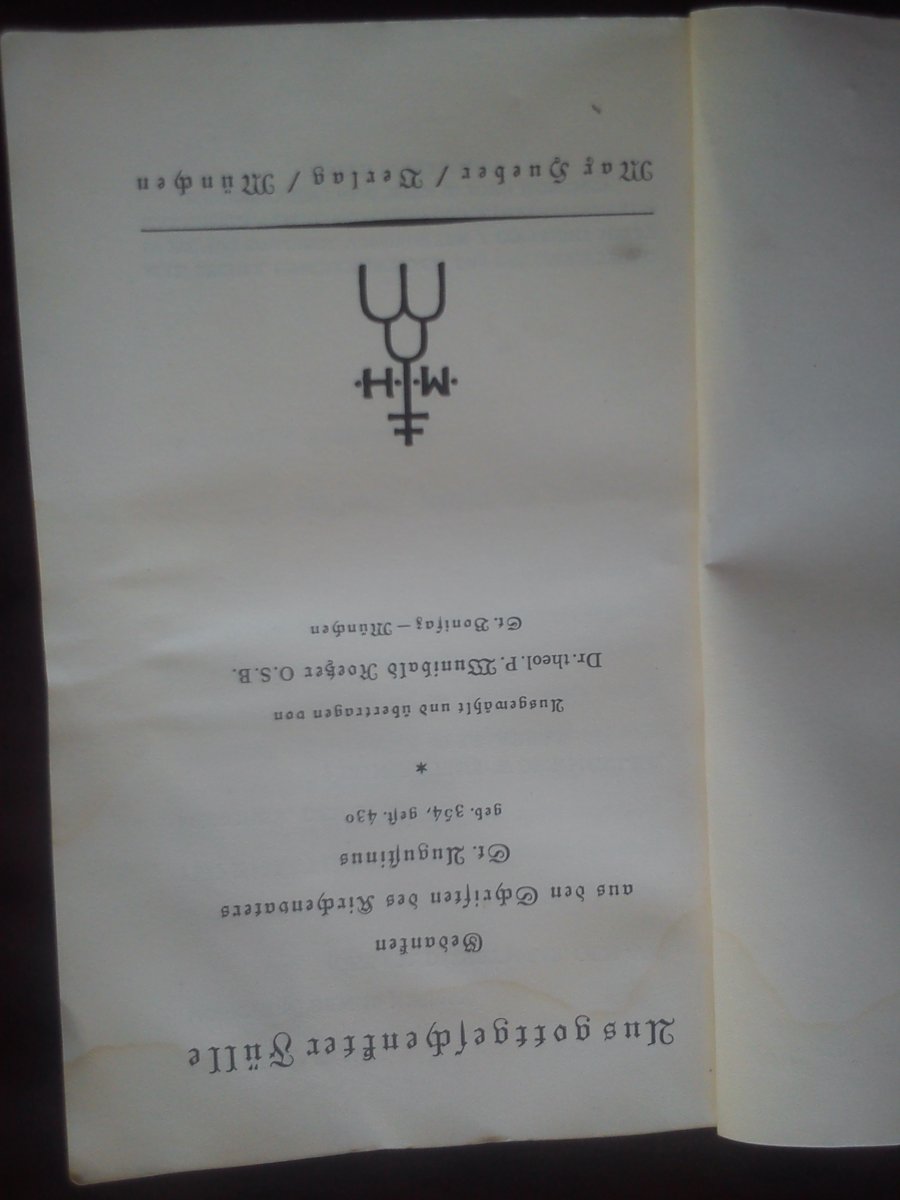 Aus gottgeschenkter Fülle
Gedanken
aus den Schriften des Kirchenvaters
St. Augustinus
geb. 354, gest. 430
*
Ausgewählt und übertragen von
Dr. theol. P. Wunibald Roetzer O.S.B.
St. Bonifaz — München
·M·H·
Max Hueber / Verlag / München